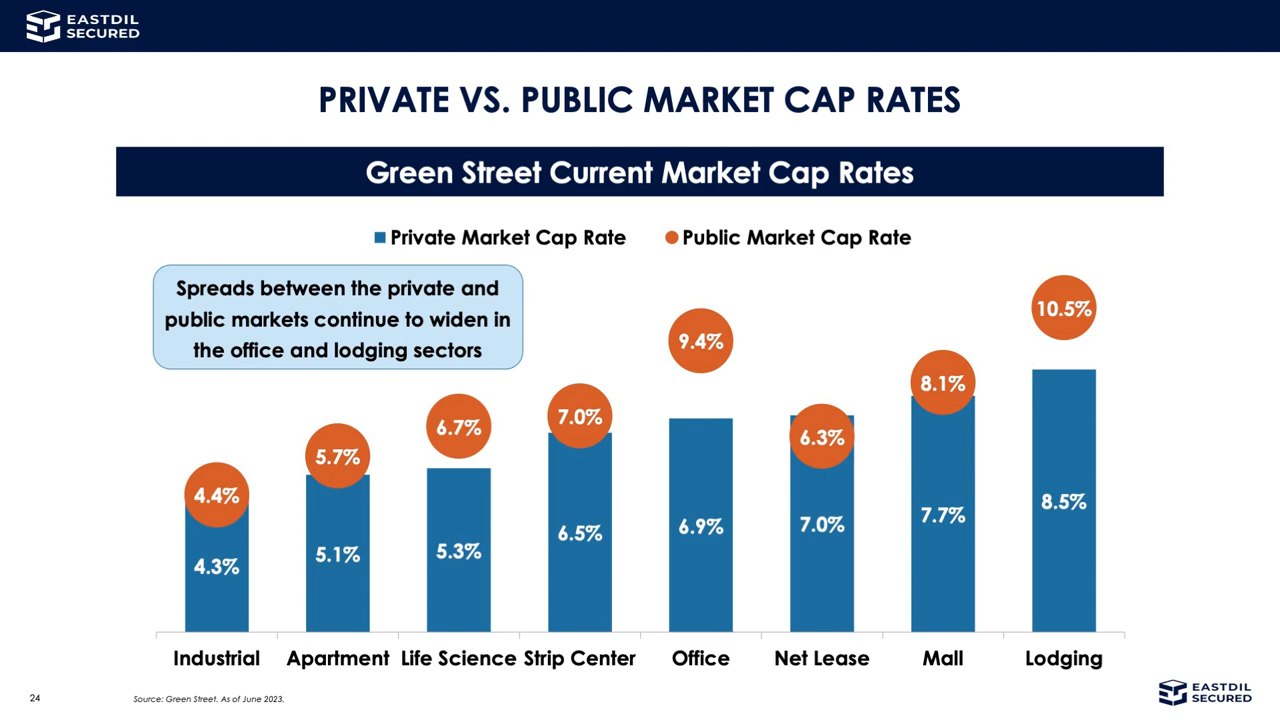 EASTDIL
SECURED
PRIVATE VS. PUBLIC MARKET CAP RATES
Green Street Current Market Cap Rates
Private Market Cap Rate
Public Market Cap Rate
Spreads between the private and
public markets continue to widen in
the office and lodging sectors
4.4%
5.7%
6.7%
7.0%
9.4%
6.3%
8.1%
10.5%
4.3%
5.1%
5.3%
6.5%
6.9%
7.0%
7.7%
8.5%
Industrial
Apartment
Life Science
Strip Center
Office
Net Lease
Mall
Lodging
24
Source: Green Street. As of June 2023.
EASTDIL
SECURED